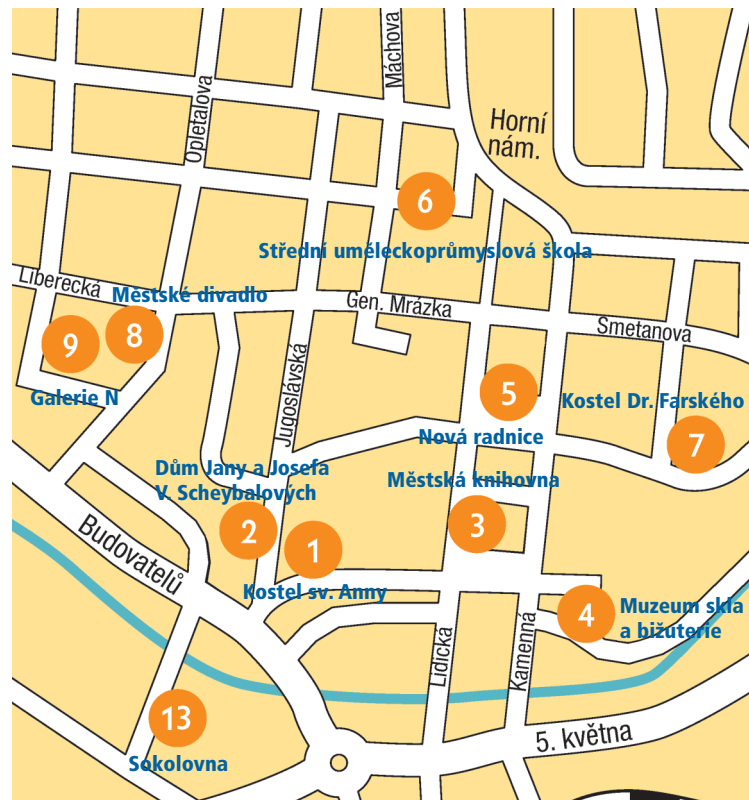 Máchova
Opletalova
Horní
nám.
6
Střední uměleckoprůmyslová škola
Liberecká
Městské divadlo
Gen. Mrázka
Smetanova
9
8
Galerie N
Jugoslávská
5
Nová radnice
Kostel Dr. Farského
7
Dům Jany a Josefa
V. Scheybalových
Městská knihovna
2
1
3
Budovatelů
Kostel sv. Anny
4
Muzeum skla
a bižuterie
Lidická
Kamenná
13
Sokolovna
5. května